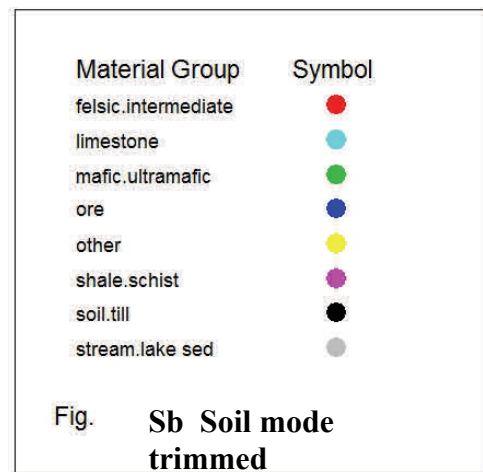 Material Group Symbol
felsic.intermediate
limestone
mafic.ultramafic
ore
other
shale.schist
soil.till
stream.lake sed
Fig. Sb Soil mode
trimmed